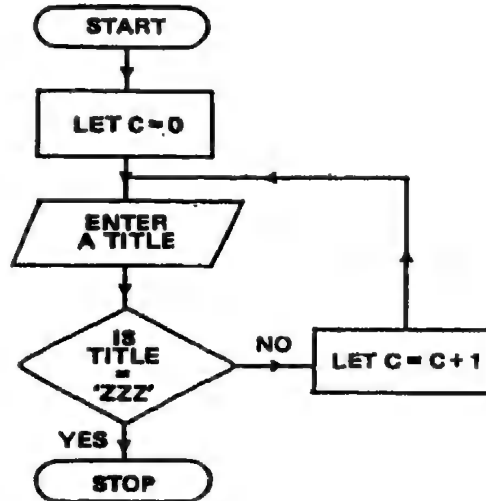 START
LET C = 0
ENTER
A TITLE
IS
TITLE
=
'ZZZ'
NO
LET C = C + 1
YES
STOP